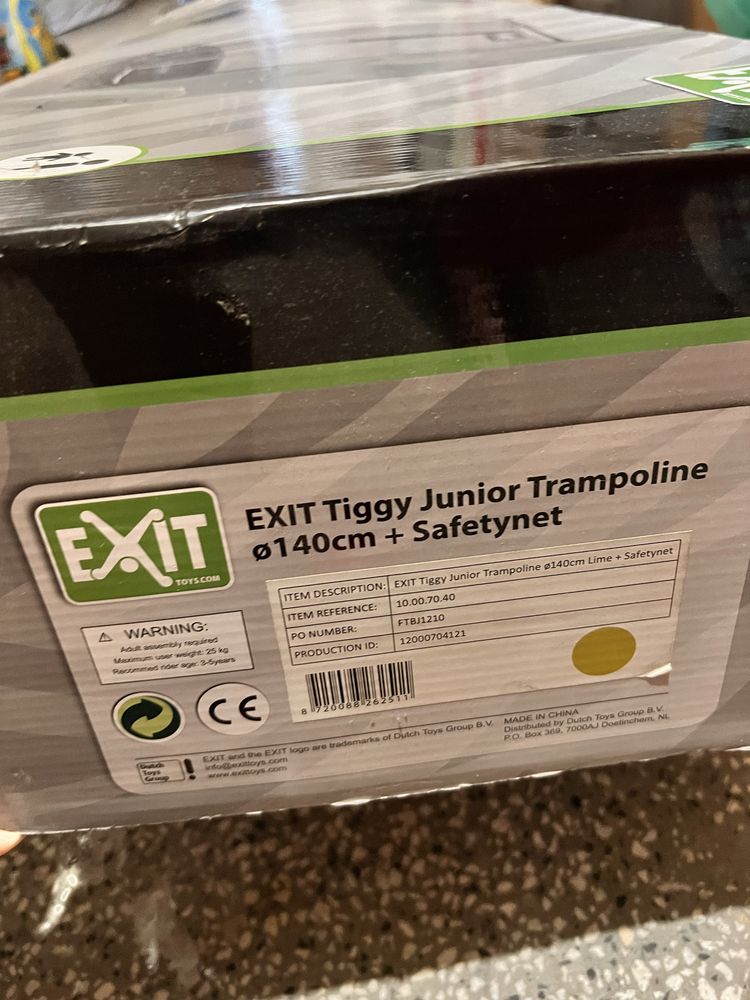 EXIT
TOYS.COM
EXIT Tiggy Junior Trampoline
ø140cm + Safetynet
ITEM DESCRIPTION: EXIT Tiggy Junior Trampoline ø140cm Lime + Safetynet
ITEM REFERENCE: 10.00.70.40
PO NUMBER: FTBJ1210
PRODUCTION ID: 12000704121
8 720088 262511
WARNING:
Adult assembly required
Maximum user weight: 25 kg
Recommed rider age: 3-5years
CE
Dutch
Toys
Group
EXIT and the EXIT logo are trademarks of Dutch Toys Group B.V.
info@exittoys.com
www.exittoys.com
MADE IN CHINA
Distributed by Dutch Toys Group B.V.
P.O. Box 369, 7000AJ Doetinchem, NL